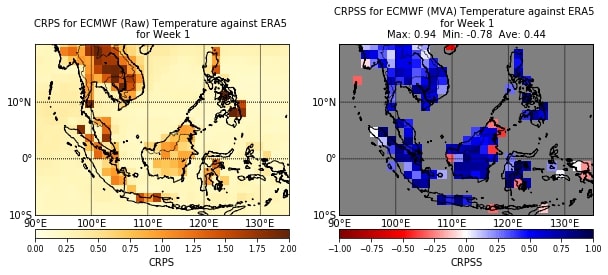 CRPS for ECMWF (Raw) Temperature against ERA5
for Week 1
CRPSS for ECMWF (MVA) Temperature against ERA5
for Week 1
Max: 0.94 Min: -0.78 Ave: 0.44
10°N
0°
10°S
90°E 100°E 110°E 120°E 130°E
0.00 0.25 0.50 0.75 1.00 1.25 1.50 1.75 2.00
CRPS
10°N
0°
10°S
90°E 100°E 110°E 120°E 130°E
−1.00 −0.75 −0.50 −0.25 0.00 0.25 0.50 0.75 1.00
CRPSS